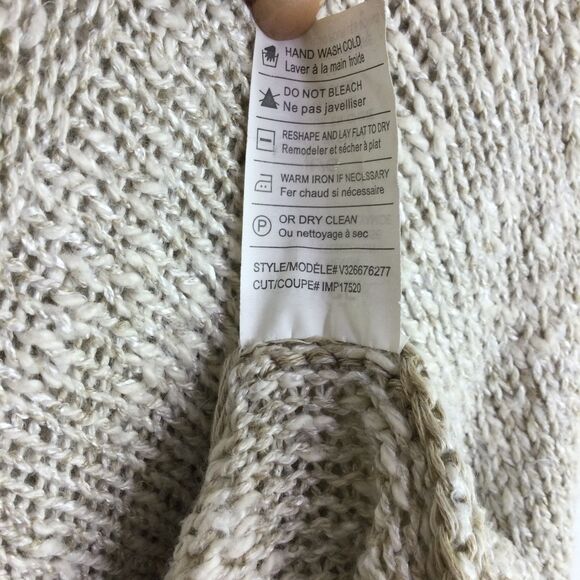 HAND WASH COLD
Laver à la main froide
DO NOT BLEACH
Ne pas javelliser
RESHAPE AND LAY FLAT TO DRY
Remodeler et sécher à plat
WARM IRON IF NECLSSARY
Fer chaud si nécessaire
P
OR DRY CLEAN
Ou nettoyage à sec
STYLE/MODÈLE# V326676277
CUT/COUPE# IMP17520